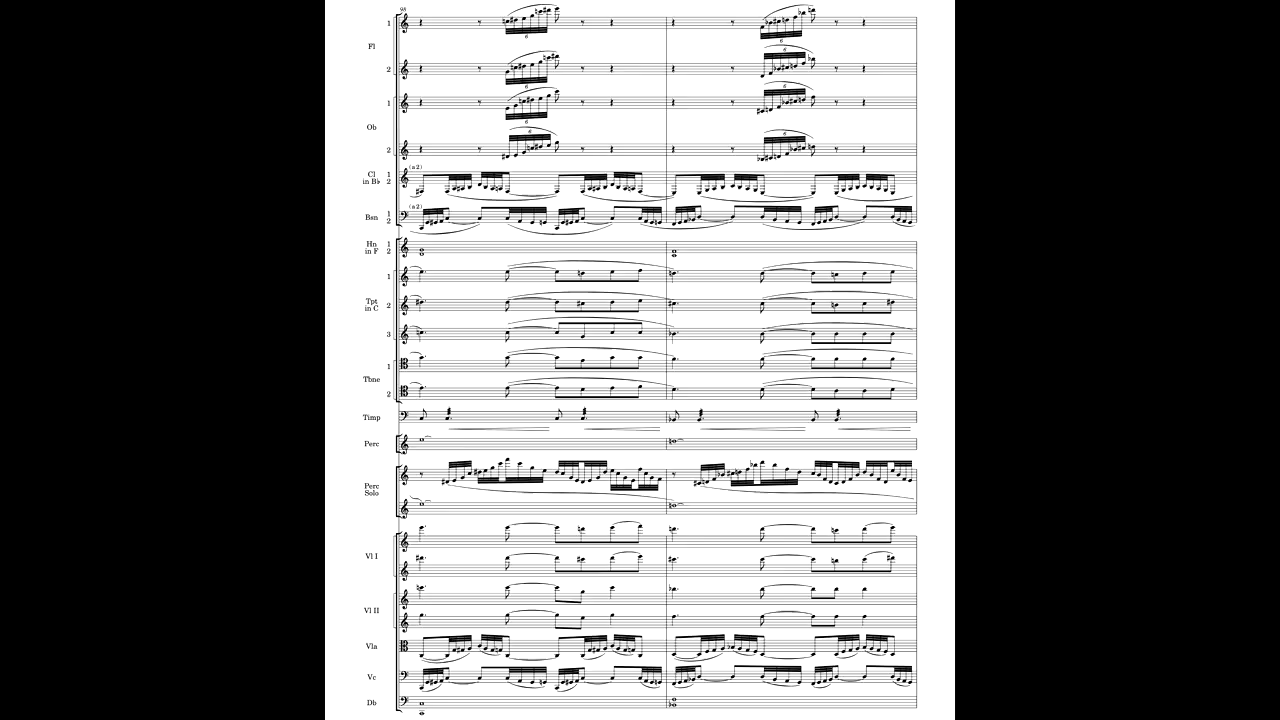 98
1
Fl
2
1
Ob
2
(a 2)
Cl 1
in B♭ 2
(a 2)
Bsn 1
2
Hn 1
in F 2
1
Tpt 2
in C
3
1
Tbne
2
Timp
Perc
Perc
Solo
Vl I
Vl II
Vla
Vc
Db
6
6
6
6
6
6
6
6